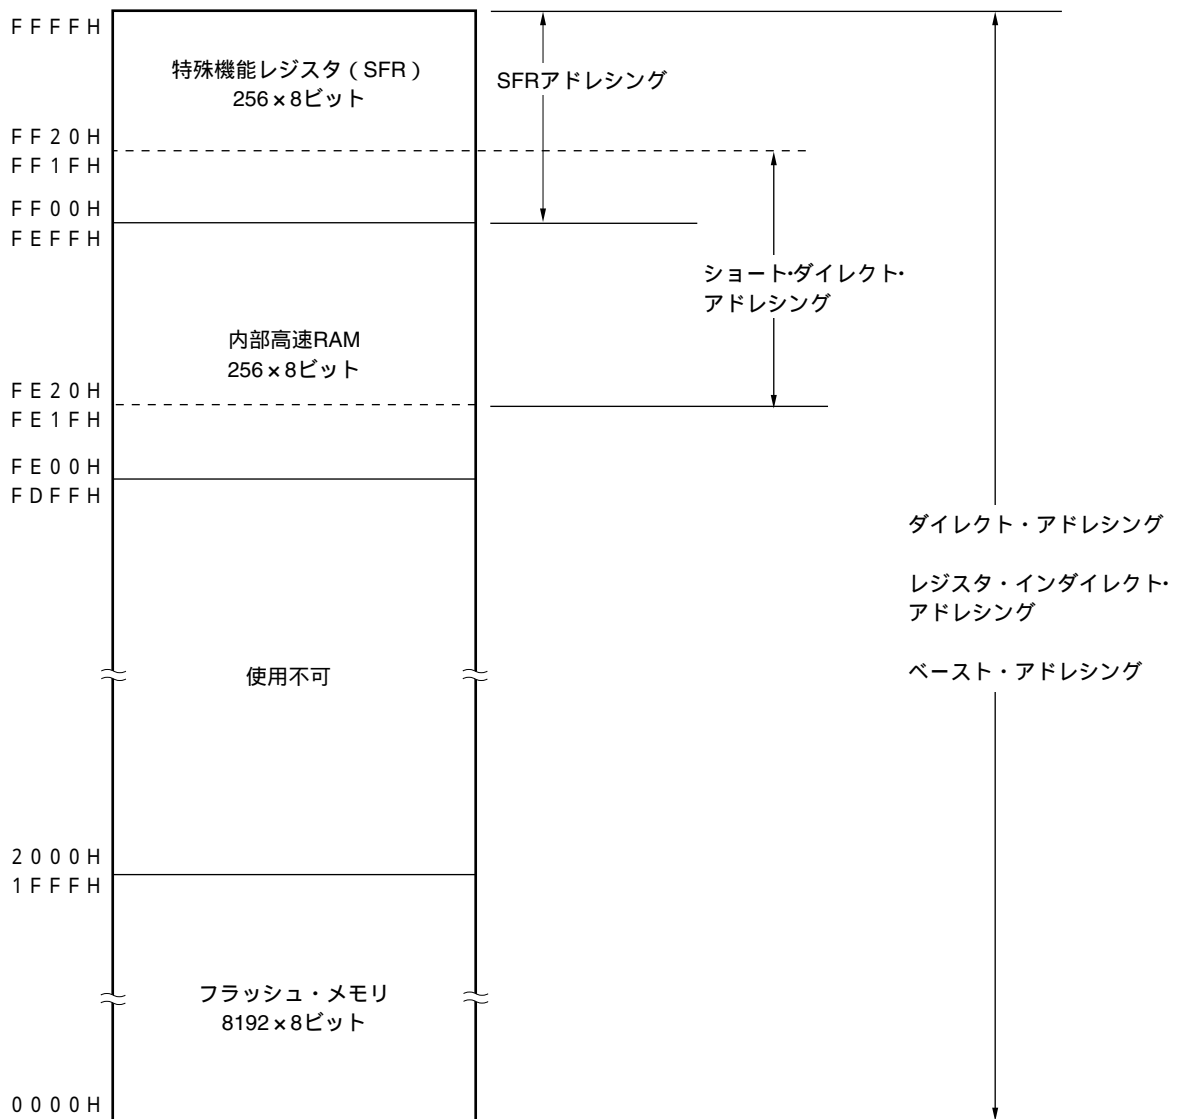 FFFFH
特殊機能レジスタ（SFR）
256×8ビット
SFRアドレシング
FF20H
FF1FH
FF00H
FEFFH
ショート・ダイレクト・
アドレシング
内部高速RAM
256×8ビット
FE20H
FE1FH
FE00H
FDFFH
ダイレクト・アドレシング
レジスタ・インダイレクト・
アドレシング
ベースト・アドレシング
使用不可
2000H
1FFFH
フラッシュ・メモリ
8192×8ビット
0000H